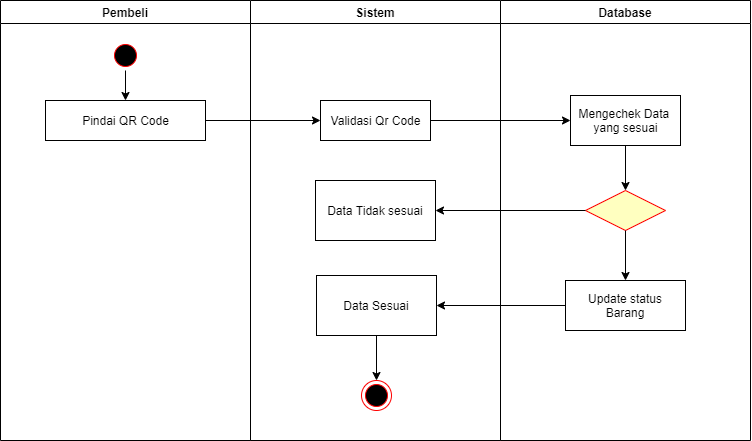 Pembeli
Sistem
Database
Pindai QR Code
Validasi Qr Code
Mengechek Data
yang sesuai
Data Tidak sesuai
Data Sesuai
Update status
Barang